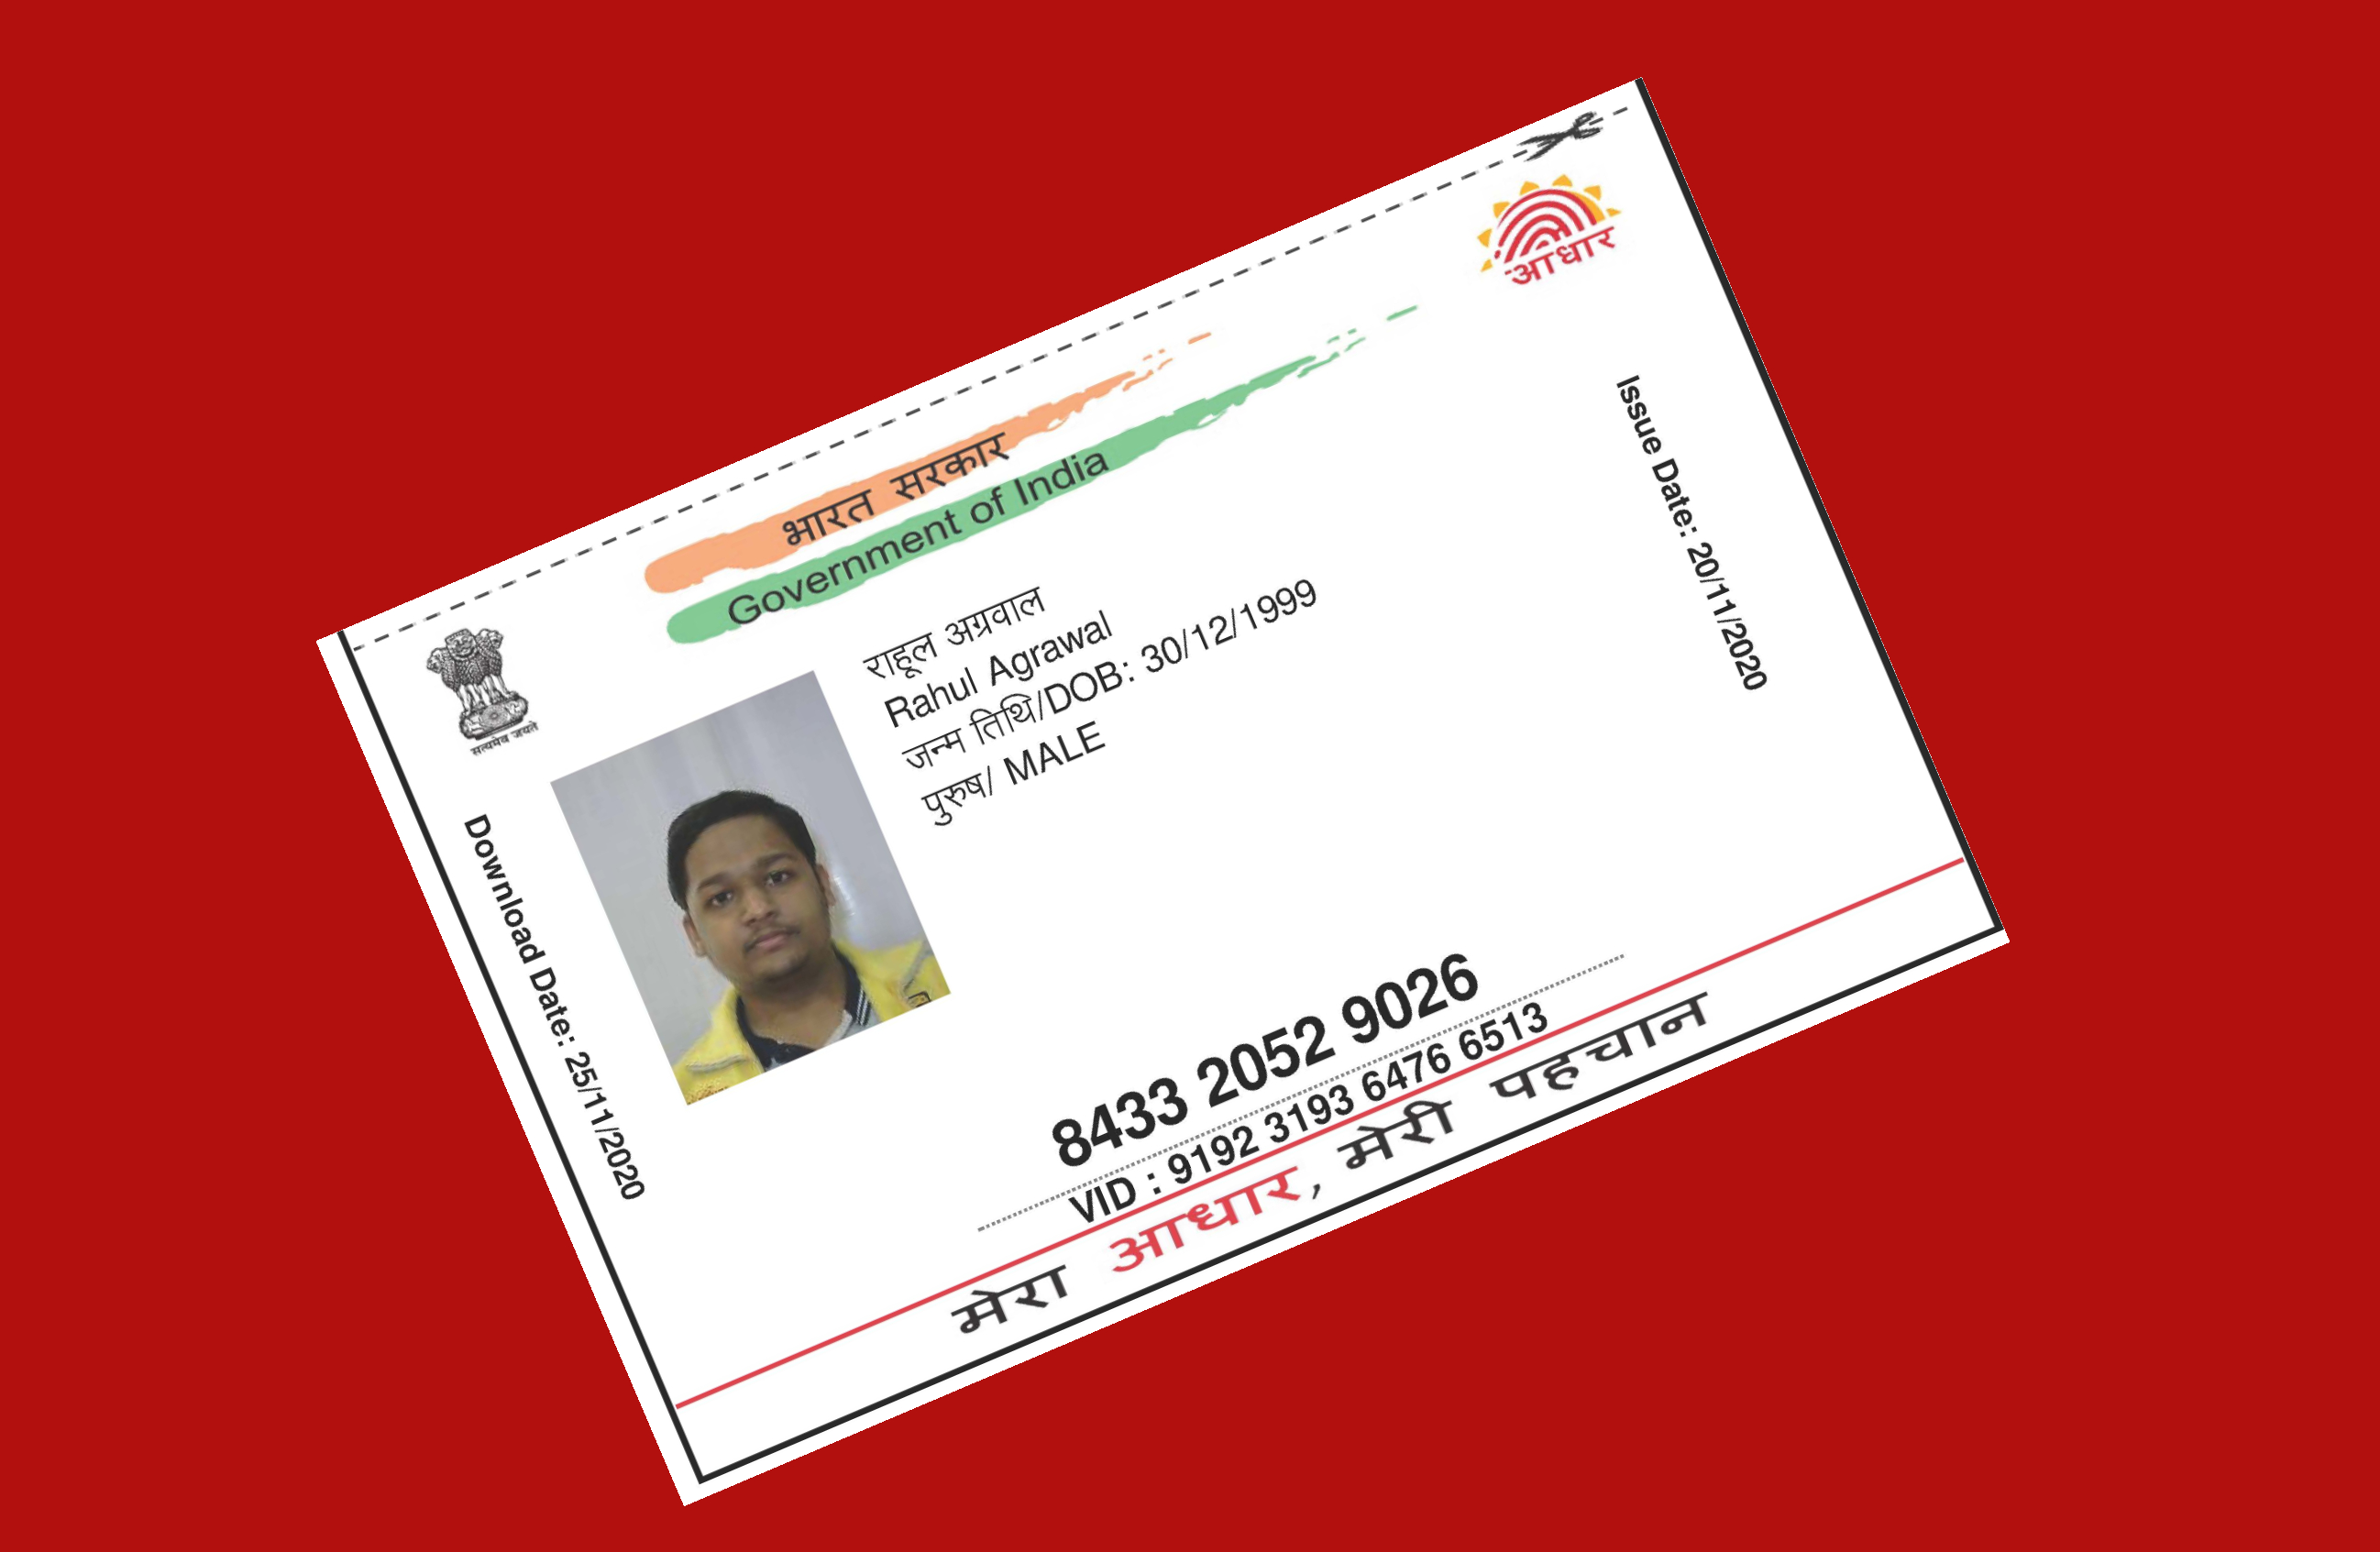 आधार
भारत सरकार
Government of India
सत्यमेव जयते
राहूल अग्रवाल
Rahul Agrawal
जन्म तिथि/DOB: 30/12/1999
पुरुष/ MALE
Download Date: 25/11/2020
Issue Date: 20/11/2020
8433 2052 9026
VID : 9192 3193 6476 6513
मेरा आधार, मेरी पहचान